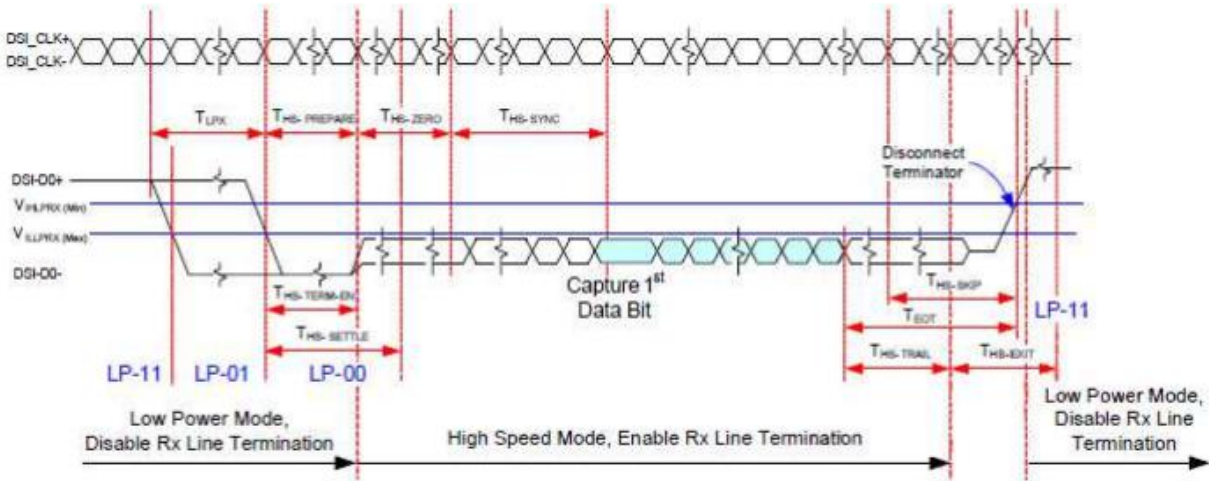 DSI_CLK+
DSI_CLK-
TLPX
THS-PREPARE
THS-ZERO
THS-SYNC
Disconnect
Terminator
DSI-D0+
VIHLPRX (Min)
VILLPRX (Max)
DSI-D0-
THS-TERM-EN
Capture 1st
Data Bit
THS-SKIP
LP-11
TEOT
THS-SETTLE
THS-TRAIL
THS-EXIT
LP-11
LP-01
LP-00
Low Power Mode,
Disable Rx Line Termination
High Speed Mode, Enable Rx Line Termination
Low Power Mode,
Disable Rx Line
Termination